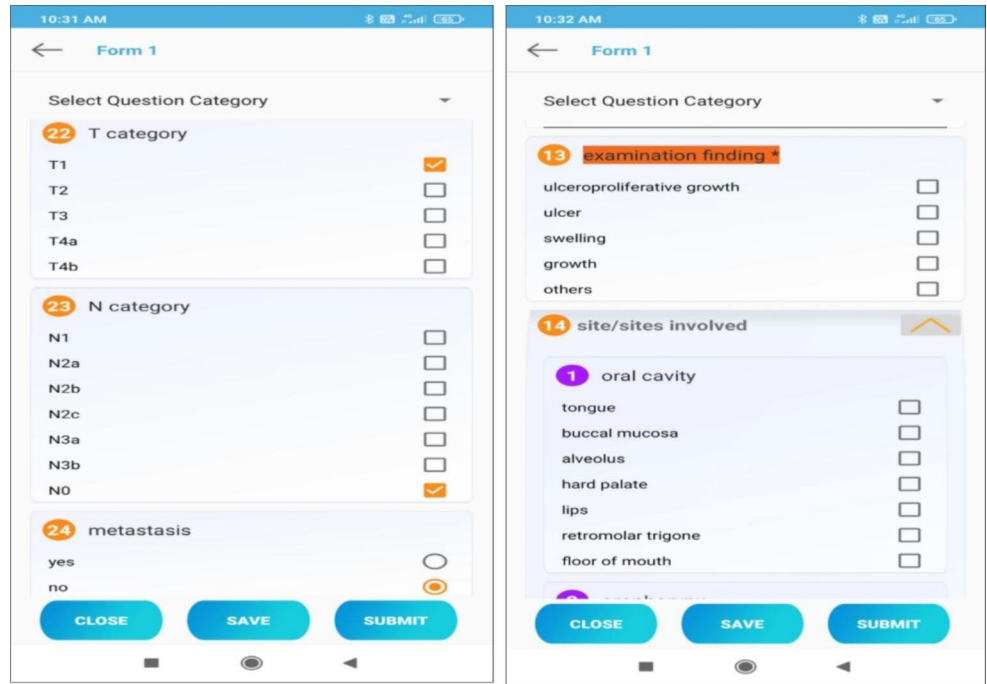 10:31 AM
65
Form 1
Select Question Category
22 T category
T1
T2
T3
T4a
T4b
23 N category
N1
N2a
N2b
N2c
N3a
N3b
N0
24 metastasis
yes
no
CLOSE SAVE SUBMIT
10:32 AM
65
Form 1
Select Question Category
13 examination finding *
ulceroproliferative growth
ulcer
swelling
growth
others
14 site/sites involved
1 oral cavity
tongue
buccal mucosa
alveolus
hard palate
lips
retromolar trigone
floor of mouth
CLOSE SAVE SUBMIT